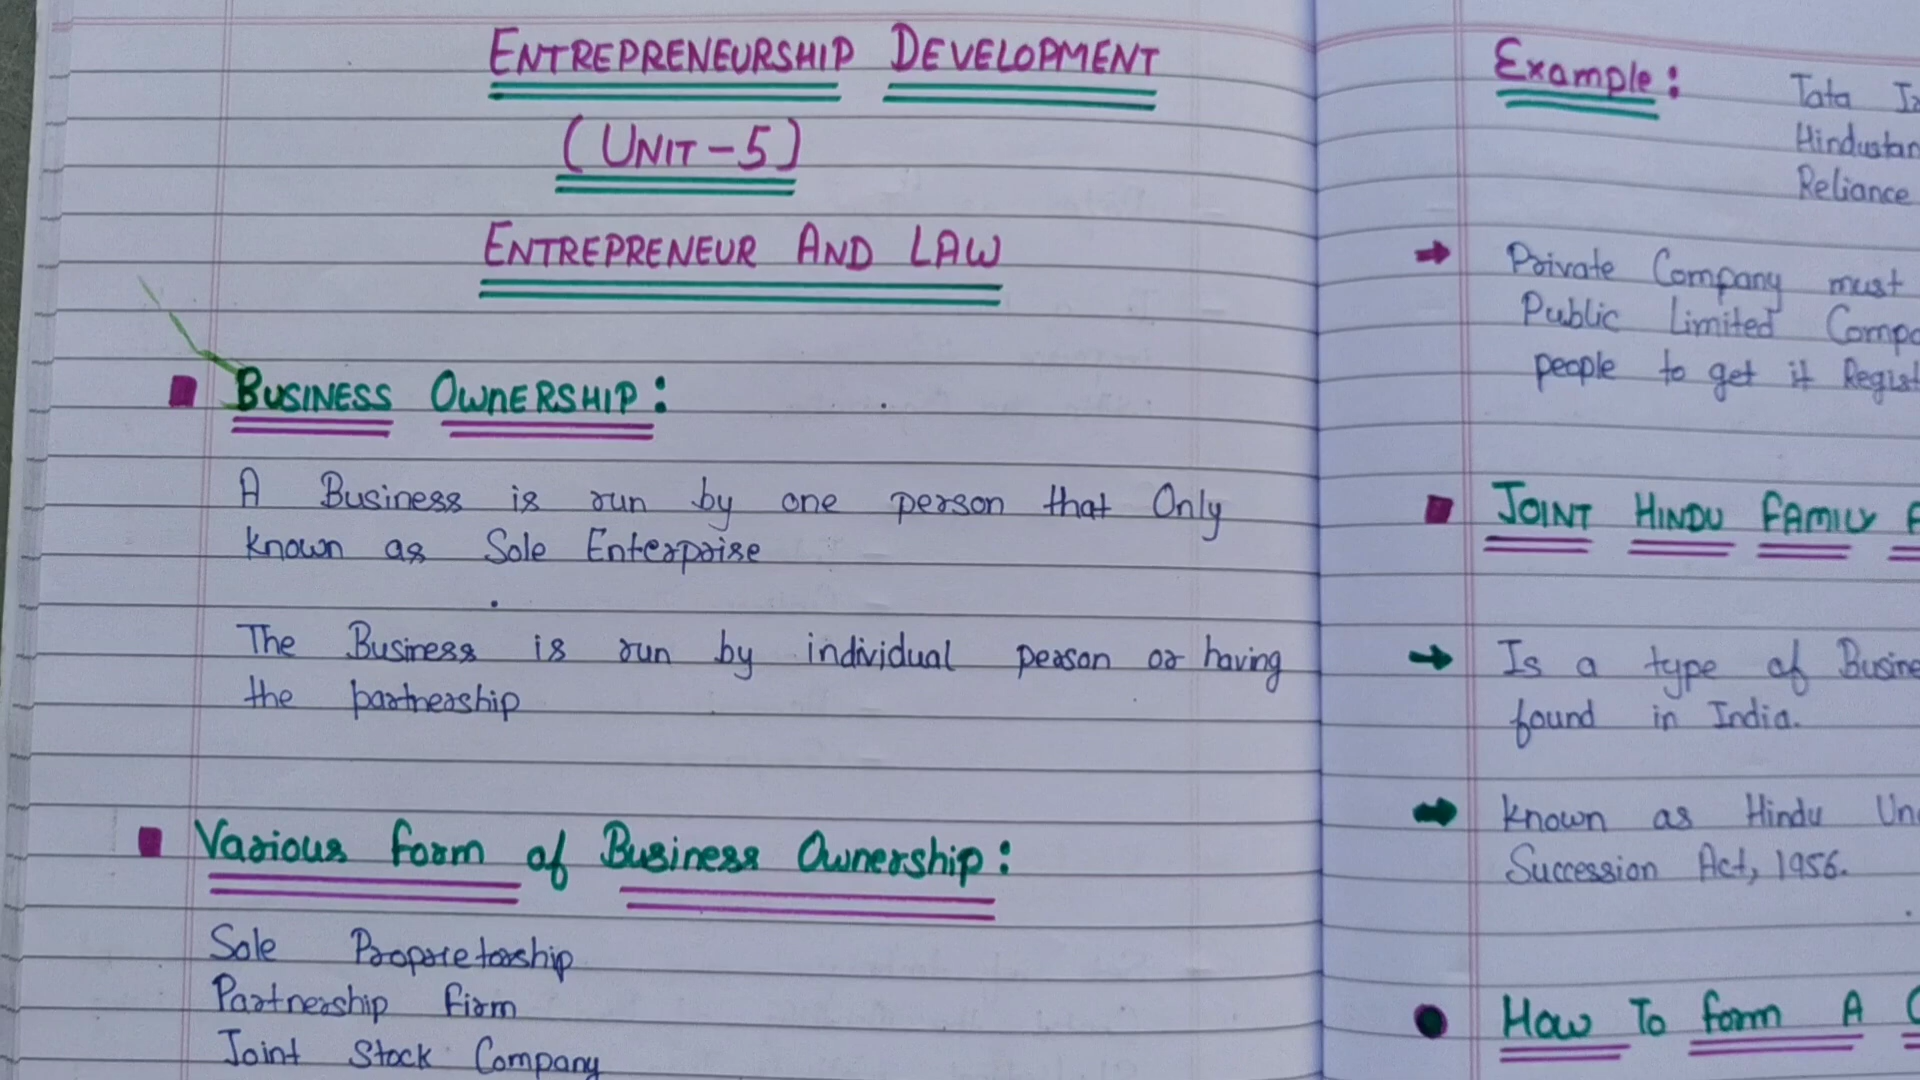 ENTREPRENEURSHIP DEVELOPMENT
(UNIT-5)
ENTREPRENEUR AND LAW
BUSINESS OWNERSHIP:
A Business is run by one person that Only
known as Sole Enterprise
The Business is run by individual person or having
the partnership
Various form of Business Ownership:
Sole Propretorship
Partnership firm
Joint Stock Company
Example: Tata
Hindustan
Reliance
Private Company must
Public Limited
people to get it
JOINT HINDU FAMILY
Is a type of
found in India.
Known as Hindu
Succession Act, 1956.
How To form A